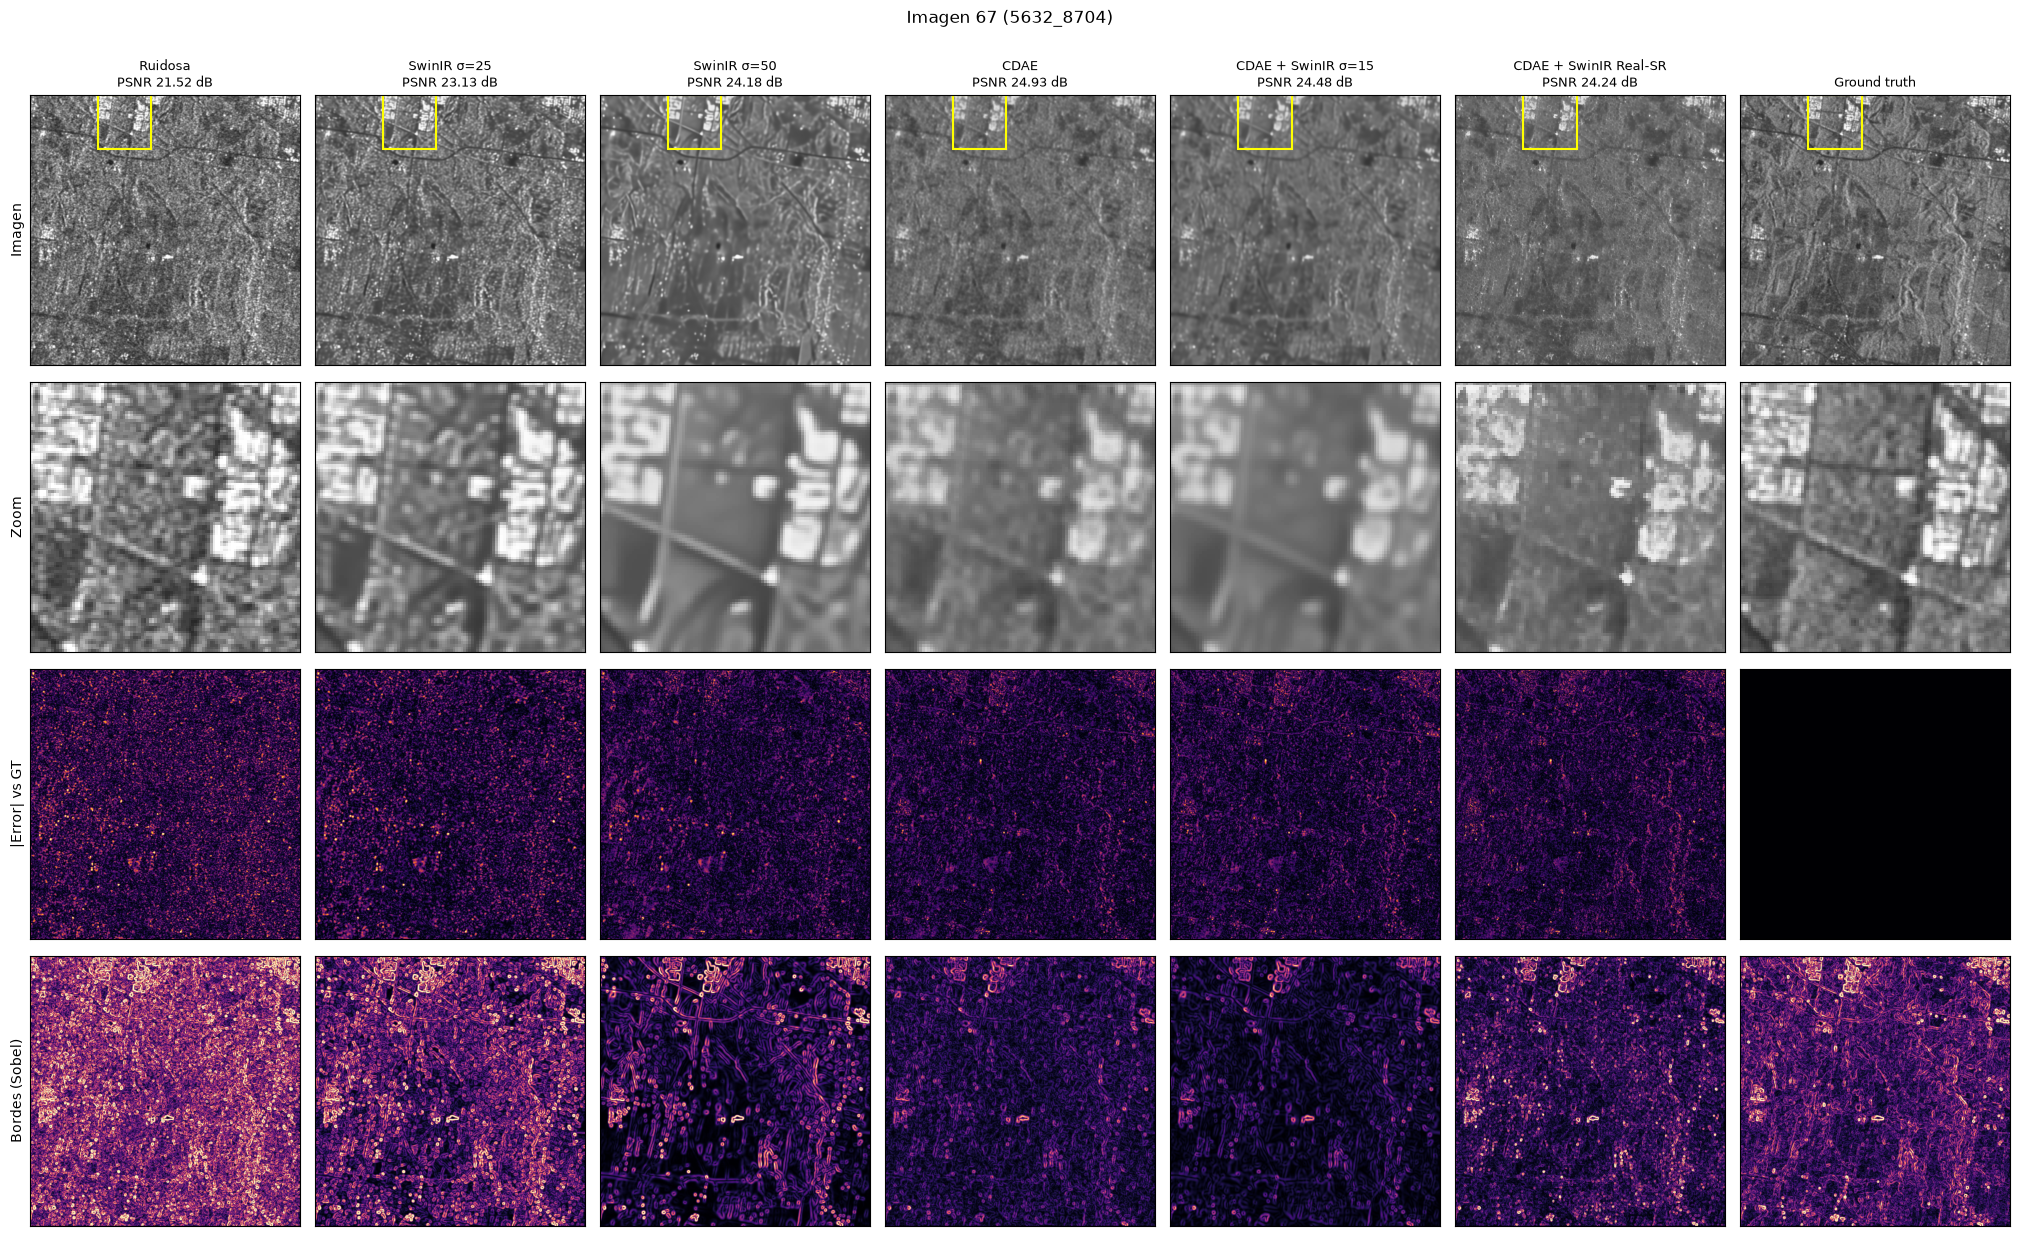 Imagen 67 (5632_8704)
Ruidosa
PSNR 21.52 dB
SwinIR σ=25
PSNR 23.13 dB
SwinIR σ=50
PSNR 24.18 dB
CDAE
PSNR 24.93 dB
CDAE + SwinIR σ=15
PSNR 24.48 dB
CDAE + SwinIR Real-SR
PSNR 24.24 dB
Ground truth
Imagen
Zoom
|Error| vs GT
Bordes (Sobel)